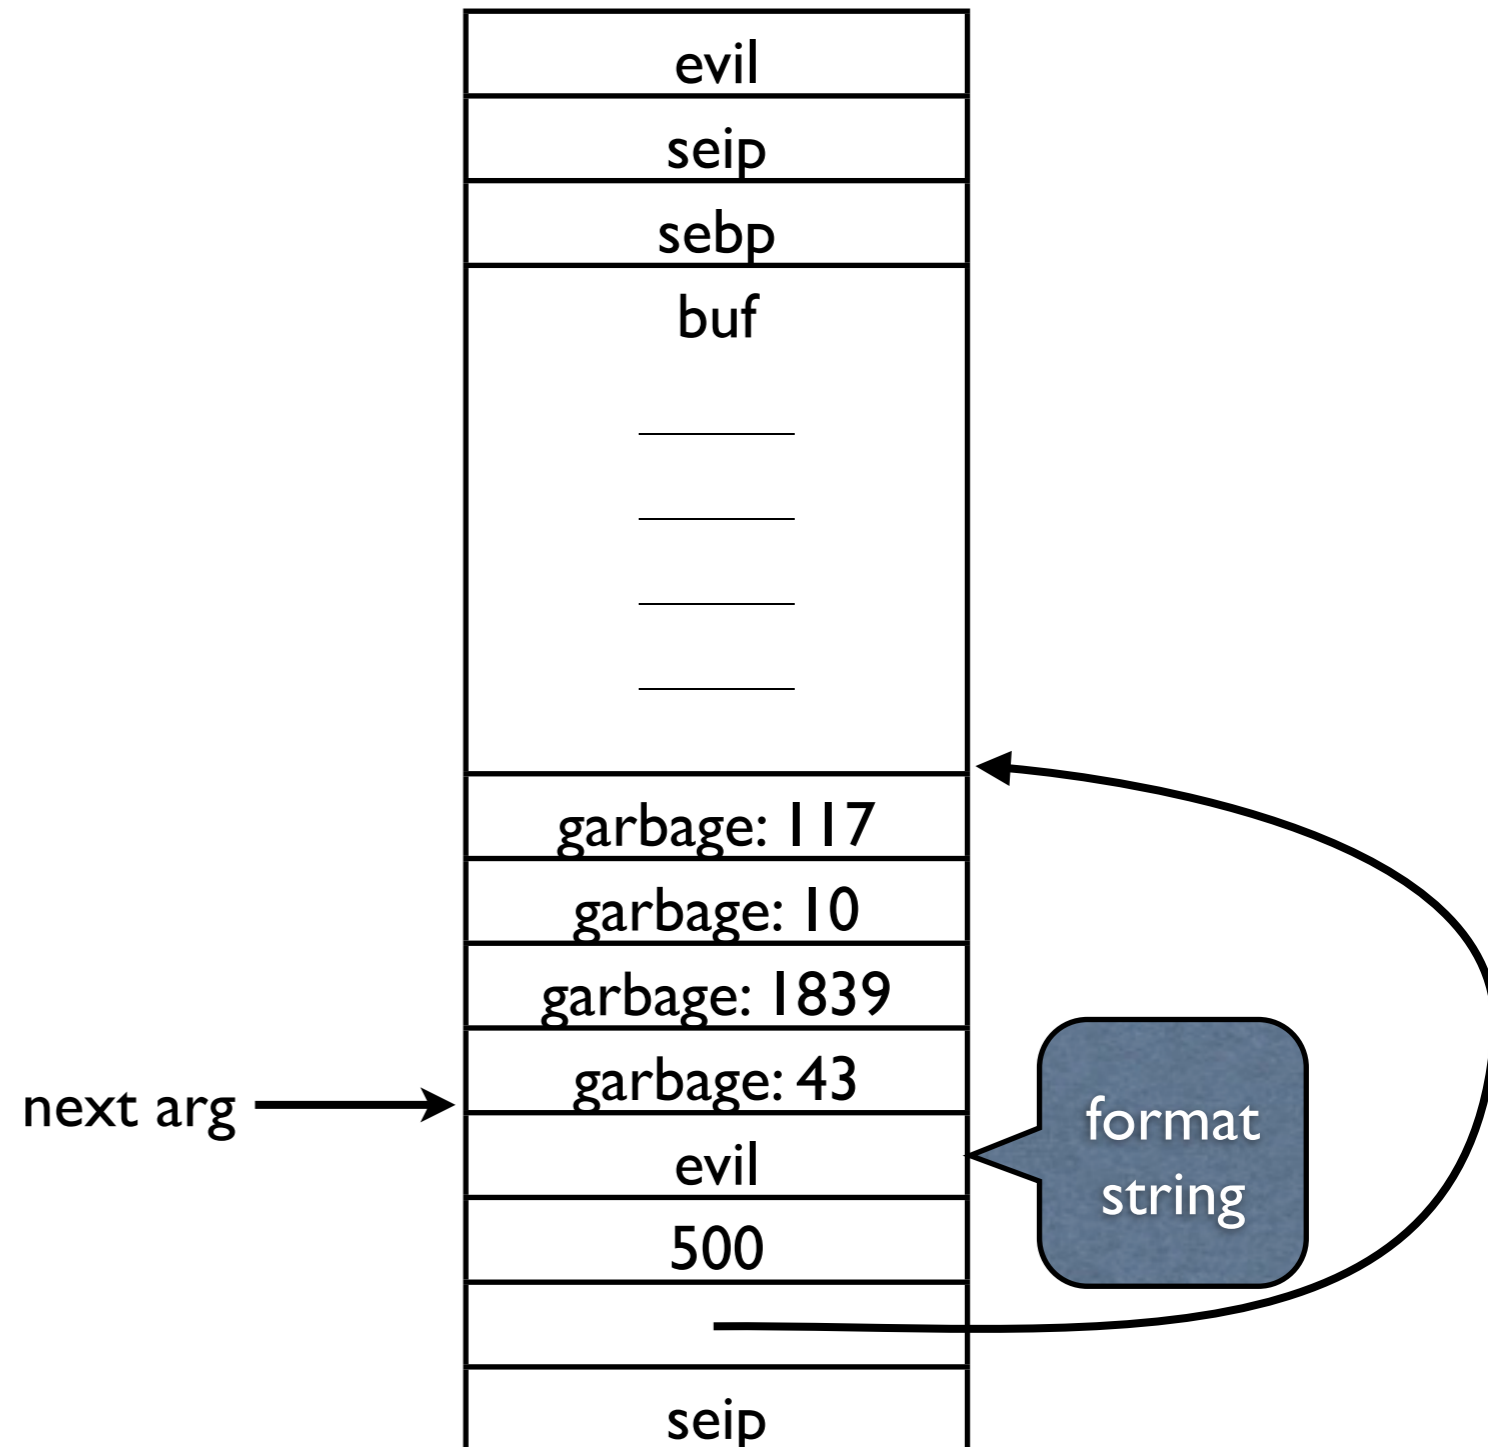 evil
seip
sebp
buf
garbage: 117
garbage: 10
garbage: 1839
garbage: 43
next arg
evil
format
string
500
seip